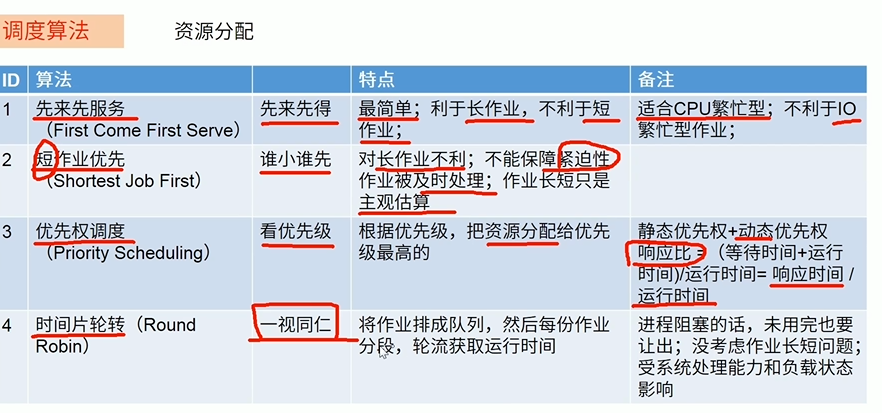 调度算法
资源分配
ID 算法 特点 备注
1 先来先服务
(First Come First Serve)
先来先得
最简单；利于长作业，不利于短
作业；
适合CPU繁忙型；不利于IO
繁忙型作业；
2 短作业优先
(Shortest Job First)
谁小谁先
对长作业不利；不能保障紧迫性
作业被及时处理；作业长短只是
主观估算
3 优先权调度
(Priority Scheduling)
看优先级
根据优先级，把资源分配给优先
级最高的
静态优先权+动态优先权
响应比 =（等待时间+运行
时间)/运行时间= 响应时间 /
运行时间
4 时间片轮转（Round
Robin）
一视同仁
将作业排成队列，然后每份作业
分段，轮流获取运行时间
进程阻塞的话，未用完也要
让出；没考虑作业长短问题；
受系统处理能力和负载状态
影响